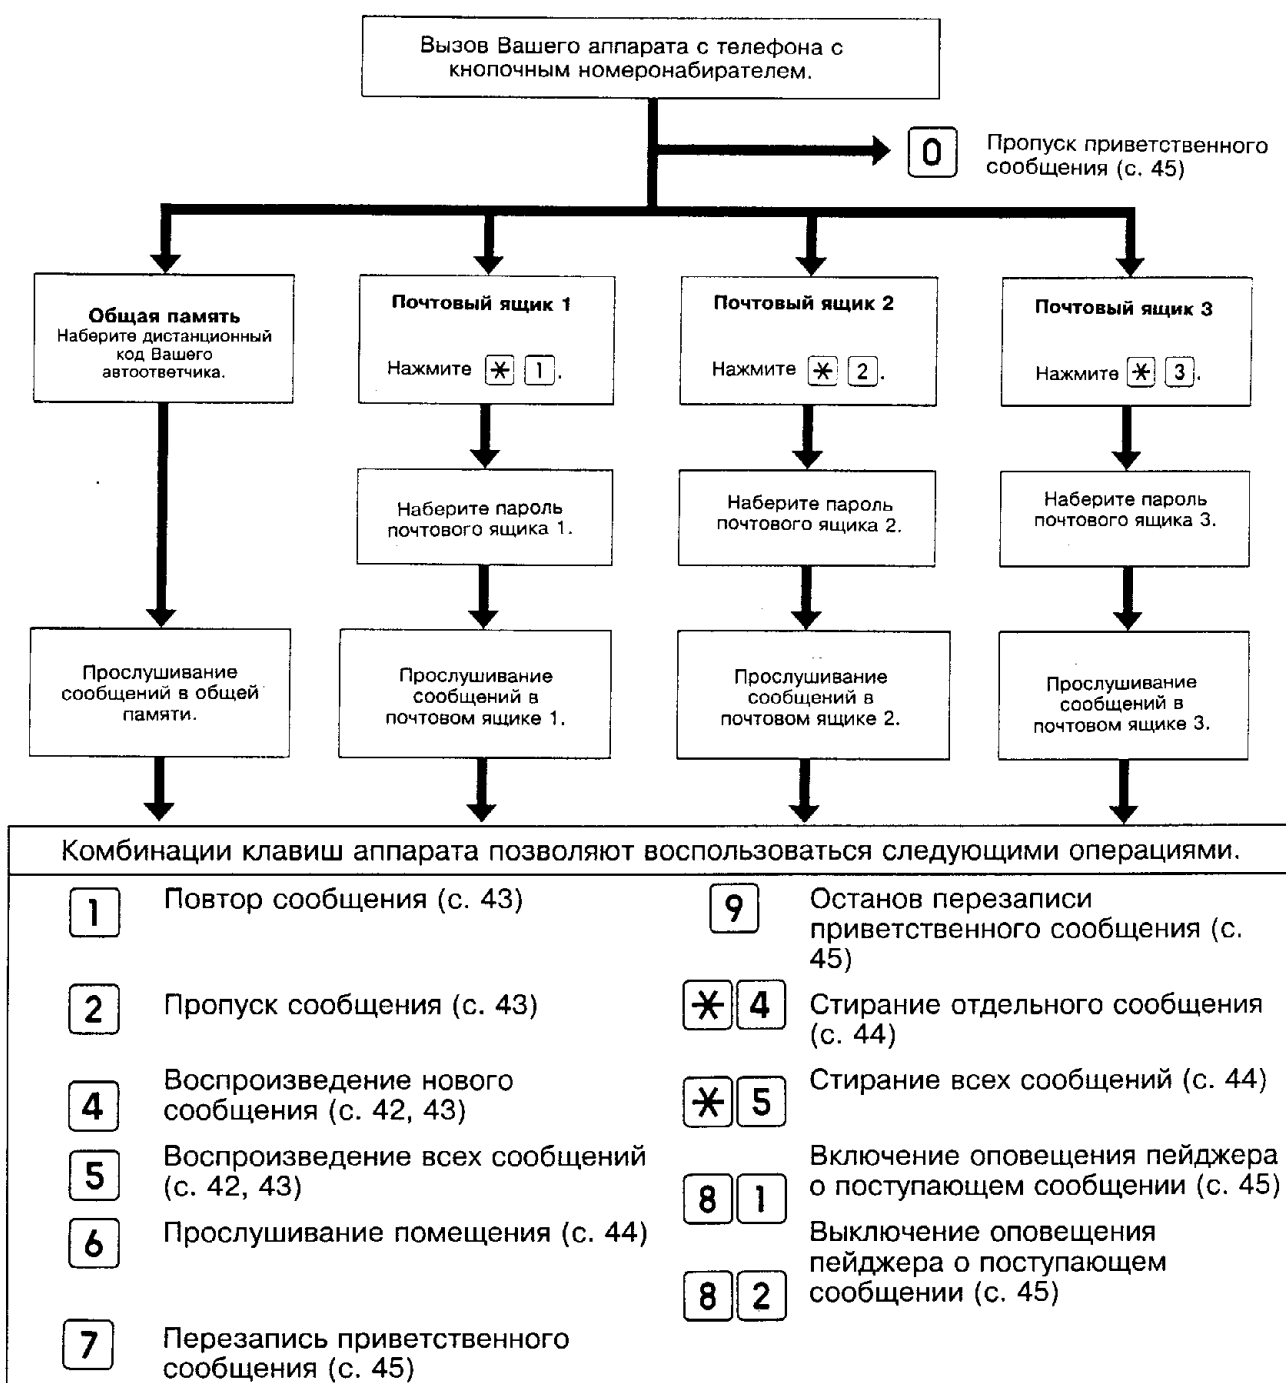 Вызов Вашего аппарата с телефона с
кнопочным номеронабирателем.
0
Пропуск приветственного
сообщения (с. 45)
Общая память
Наберите дистанционный
код Вашего
автоответчика.
Почтовый ящик 1
Нажмите * 1.
Почтовый ящик 2
Нажмите * 2.
Почтовый ящик 3
Нажмите * 3.
Наберите пароль
почтового ящика 1.
Наберите пароль
почтового ящика 2.
Наберите пароль
почтового ящика 3.
Прослушивание
сообщений в общей
памяти.
Прослушивание
сообщений в
почтовом ящике 1.
Прослушивание
сообщений в
почтовом ящике 2.
Прослушивание
сообщений в
почтовом ящике 3.
Комбинации клавиш аппарата позволяют воспользоваться следующими операциями.
1 Повтор сообщения (с. 43)
2 Пропуск сообщения (с. 43)
4 Воспроизведение нового
сообщения (с. 42, 43)
5 Воспроизведение всех сообщений
(с. 42, 43)
6 Прослушивание помещения (с. 44)
7 Перезапись приветственного
сообщения (с. 45)
9 Останов перезаписи
приветственного сообщения (с.
45)
* 4 Стирание отдельного сообщения
(с. 44)
* 5 Стирание всех сообщений (с. 44)
8 1 Включение оповещения пейджера
о поступающем сообщении (с. 45)
8 2 Выключение оповещения
пейджера о поступающем
сообщении (с. 45)